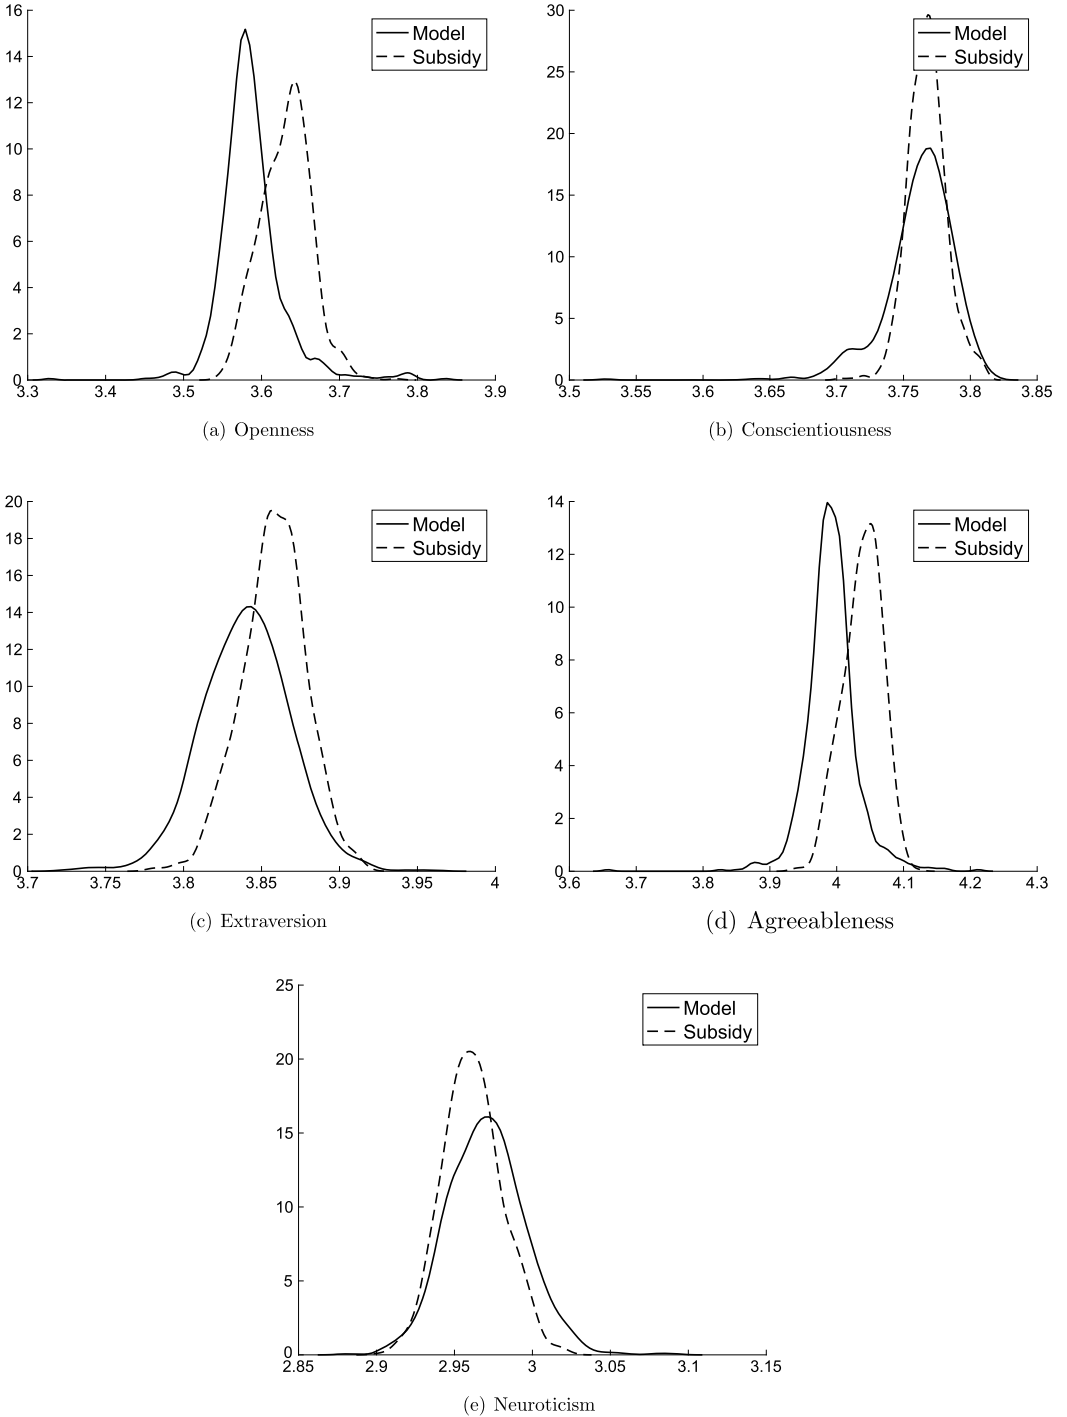 16
14
12
10
8
6
4
2
0
3.3 3.4 3.5 3.6 3.7 3.8 3.9
Model
Subsidy
(a) Openness
30
25
20
15
10
5
0
3.5 3.55 3.6 3.65 3.7 3.75 3.8 3.85
Model
Subsidy
(b) Conscientiousness
20
18
16
14
12
10
8
6
4
2
0
3.7 3.75 3.8 3.85 3.9 3.95 4
Model
Subsidy
(c) Extraversion
14
12
10
8
6
4
2
0
3.6 3.7 3.8 3.9 4 4.1 4.2 4.3
Model
Subsidy
(d) Agreeableness
25
20
15
10
5
0
2.85 2.9 2.95 3 3.05 3.1 3.15
Model
Subsidy
(e) Neuroticism